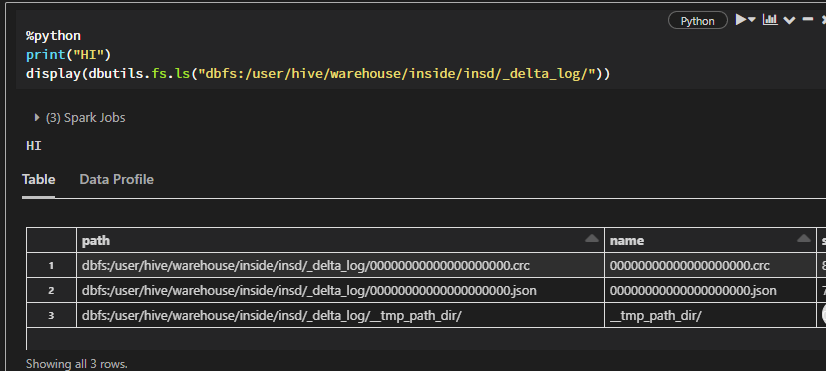 Python
%python
print("HI")
display(dbutils.fs.ls("dbfs:/user/hive/warehouse/inside/insd/_delta_log/"))
(3) Spark Jobs
HI
Table Data Profile
path name
1 dbfs:/user/hive/warehouse/inside/insd/_delta_log/00000000000000000000.crc 00000000000000000000.crc
2 dbfs:/user/hive/warehouse/inside/insd/_delta_log/00000000000000000000.json 00000000000000000000.json
3 dbfs:/user/hive/warehouse/inside/insd/_delta_log/__tmp_path_dir/ __tmp_path_dir/
Showing all 3 rows.